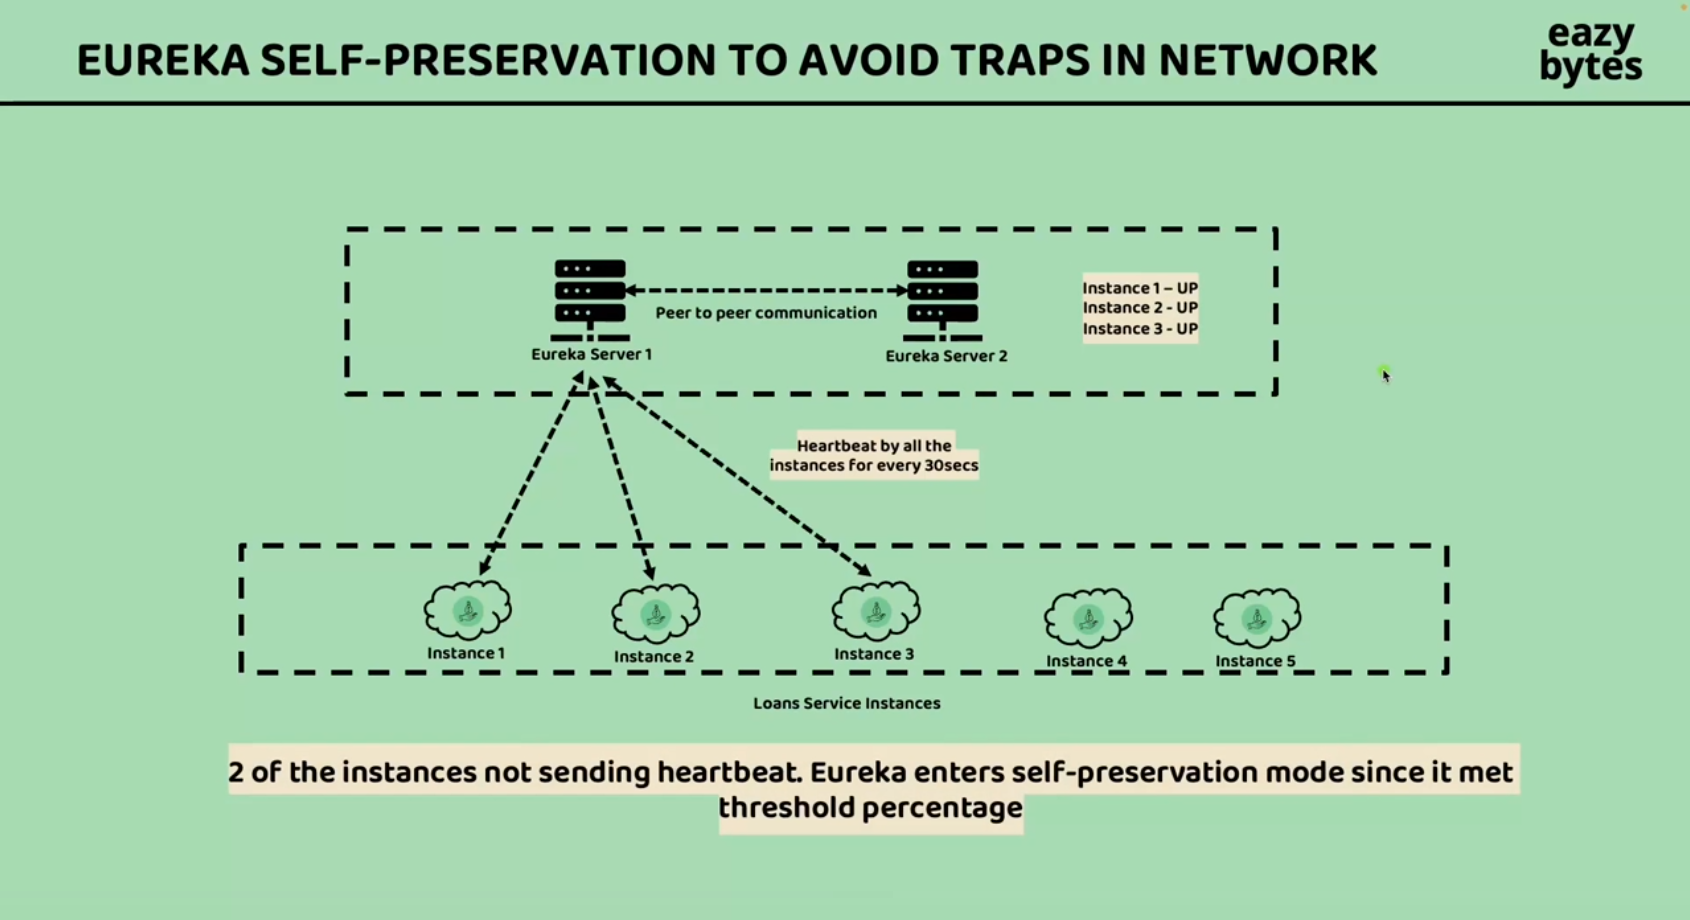 EUREKA SELF-PRESERVATION TO AVOID TRAPS IN NETWORK
eazy
bytes
Instance 1 – UP
Instance 2 - UP
Instance 3 - UP
Peer to peer communication
Eureka Server 1
Eureka Server 2
Heartbeat by all the
instances for every 30secs
Instance 1
Instance 2
Instance 3
Instance 4
Instance 5
Loans Service Instances
2 of the instances not sending heartbeat. Eureka enters self-preservation mode since it met
threshold percentage